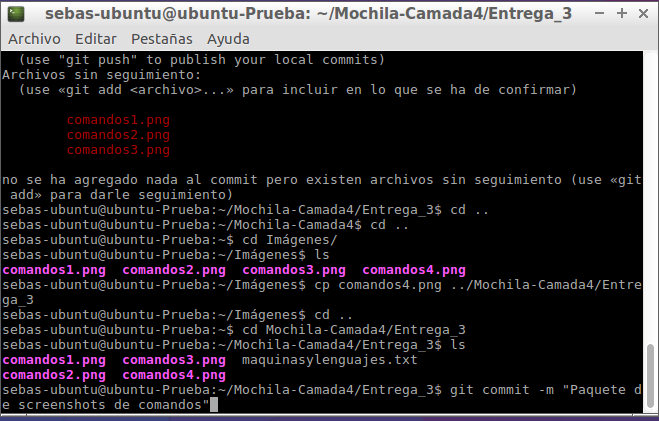 sebas-ubuntu@ubuntu-Prueba: ~/Mochila-Camada4/Entrega_3
Archivo Editar Pestañas Ayuda
(use "git push" to publish your local commits)
Archivos sin seguimiento:
(use «git add <archivo>...» para incluir en lo que se ha de confirmar)
comandos1.png
comandos2.png
comandos3.png
no se ha agregado nada al commit pero existen archivos sin seguimiento (use «git
add» para darle seguimiento)
sebas-ubuntu@ubuntu-Prueba:~/Mochila-Camada4/Entrega_3$ cd ..
sebas-ubuntu@ubuntu-Prueba:~/Mochila-Camada4$ cd ..
sebas-ubuntu@ubuntu-Prueba:~$ cd Imágenes/
sebas-ubuntu@ubuntu-Prueba:~/Imágenes$ ls
comandos1.png comandos2.png comandos3.png comandos4.png
sebas-ubuntu@ubuntu-Prueba:~/Imágenes$ cp comandos4.png ../Mochila-Camada4/Entre
ga_3
sebas-ubuntu@ubuntu-Prueba:~/Imágenes$ cd ..
sebas-ubuntu@ubuntu-Prueba:~$ cd Mochila-Camada4/Entrega_3
sebas-ubuntu@ubuntu-Prueba:~/Mochila-Camada4/Entrega_3$ ls
comandos1.png comandos3.png maquinasylenguajes.txt
comandos2.png comandos4.png
sebas-ubuntu@ubuntu-Prueba:~/Mochila-Camada4/Entrega_3$ git commit -m "Paquete d
e screenshots de comandos"